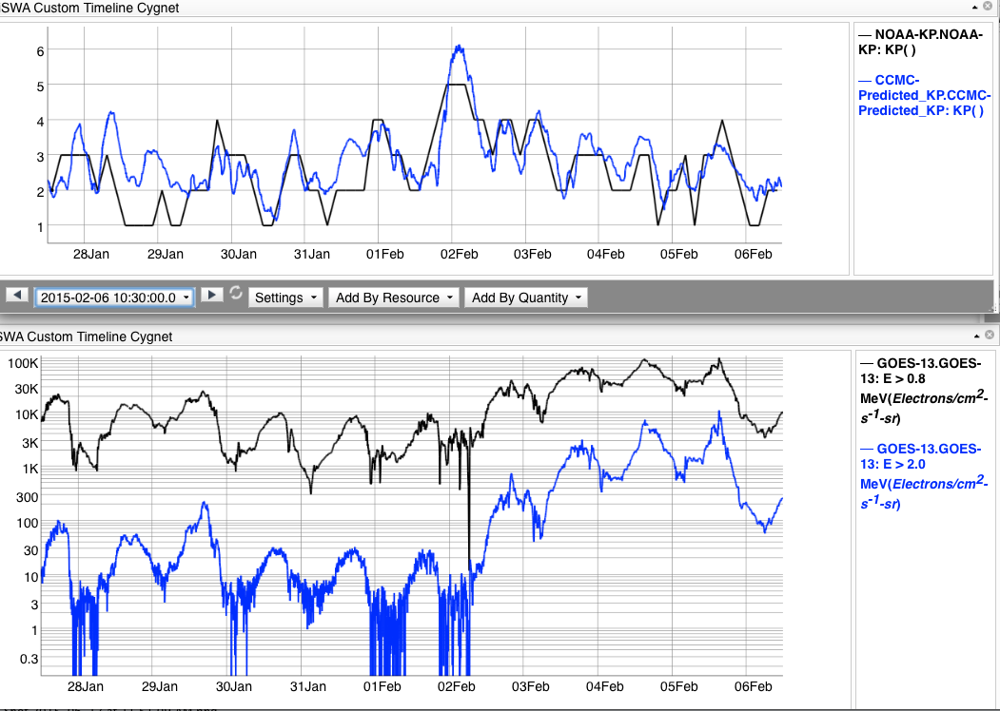 iSWA Custom Timeline Cygnet
6
5
4
3
2
1
28Jan 29Jan 30Jan 31Jan 01Feb 02Feb 03Feb 04Feb 05Feb 06Feb
— NOAA-KP.NOAA-
KP: KP( )
— CCMC-
Predicted_KP.CCMC-
Predicted_KP: KP( )
2015-02-06 10:30:00.0 Settings Add By Resource Add By Quantity
SWA Custom Timeline Cygnet
100K
30K
10K
3K
1K
300
100
30
10
3
1
0.3
28Jan 29Jan 30Jan 31Jan 01Feb 02Feb 03Feb 04Feb 05Feb 06Feb
— GOES-13.GOES-
13: E > 0.8
MeV(Electrons/cm2-
s-1-sr)
— GOES-13.GOES-
13: E > 2.0
MeV(Electrons/cm2-
s-1-sr)